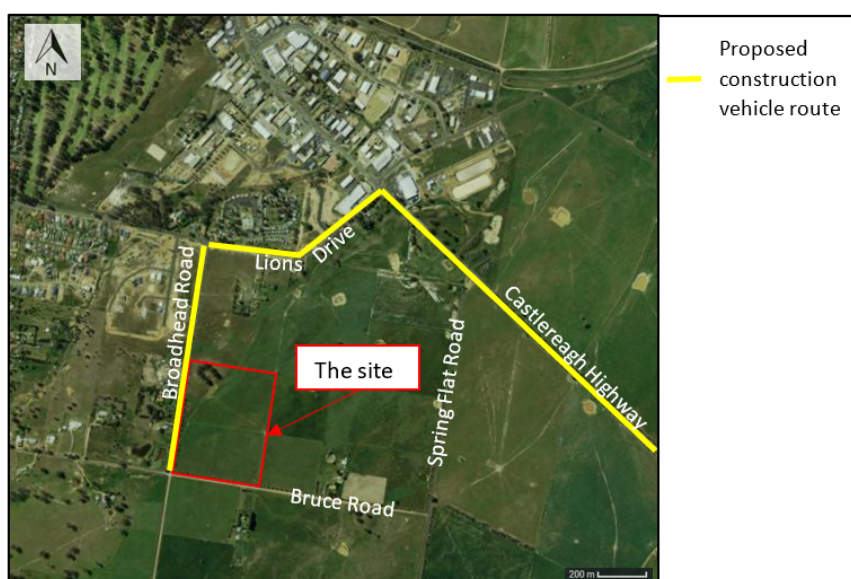 N
Proposed
construction
vehicle route
Lions Drive
Broadhead Road
Castlereagh Highway
The site
Spring Flat Road
Bruce Road
200 m